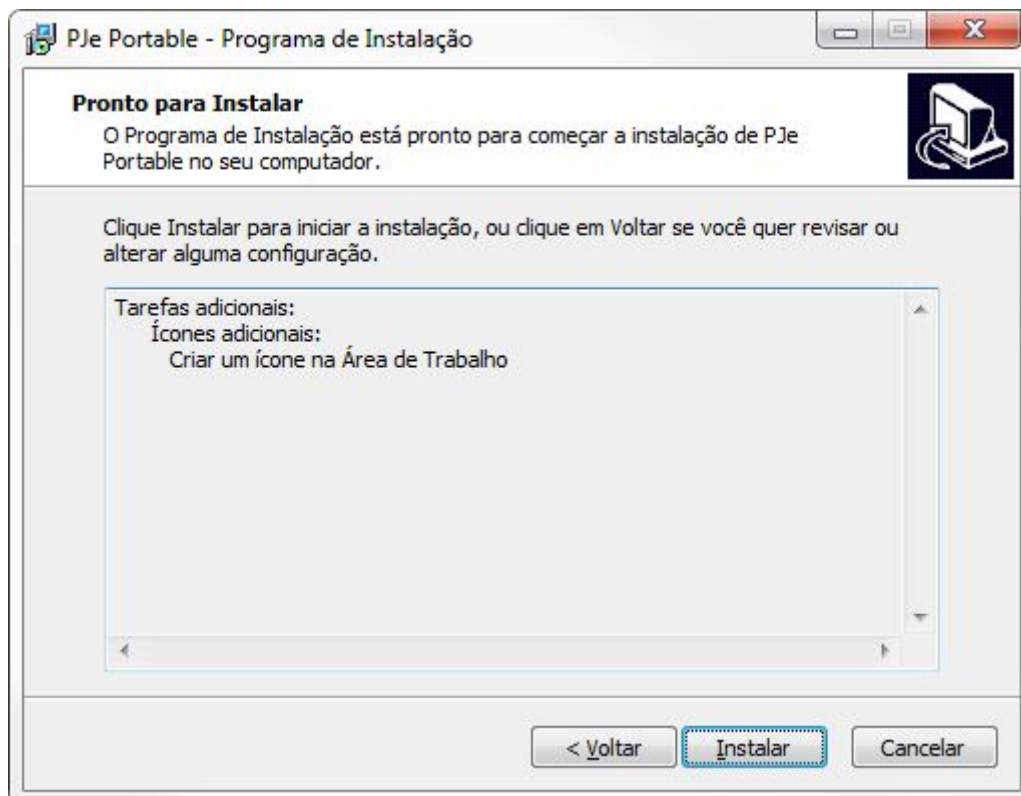 PJe Portable - Programa de Instalação
Pronto para Instalar
O Programa de Instalação está pronto para começar a instalação de PJe
Portable no seu computador.
Clique Instalar para iniciar a instalação, ou clique em Voltar se você quer revisar ou
alterar alguma configuração.
Tarefas adicionais:
Ícones adicionais:
Criar um ícone na Área de Trabalho
< Voltar
Instalar
Cancelar